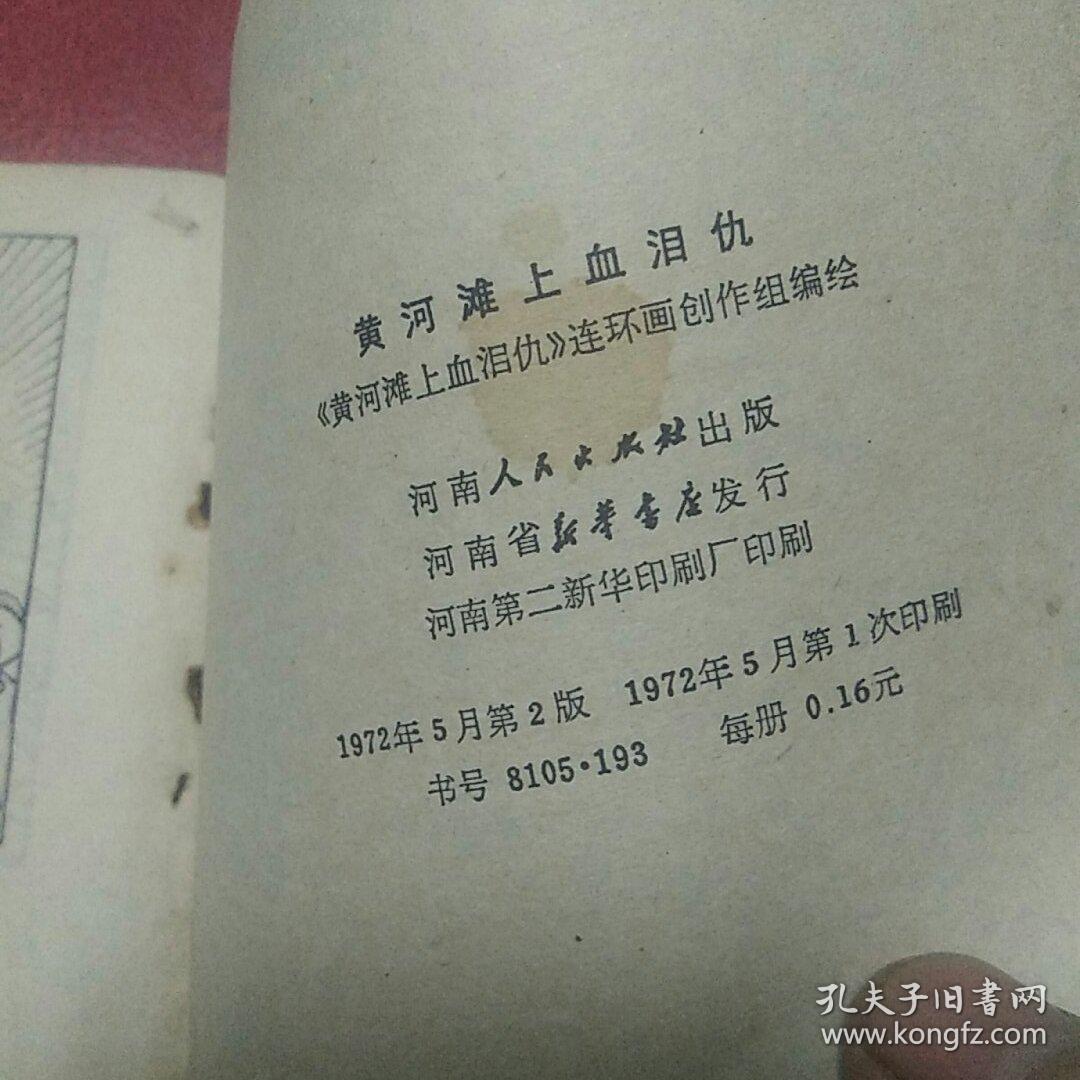 黄河滩上血泪仇
《黄河滩上血泪仇》连环画创作组编绘
河南人民出版社出版
河南省新华书店发行
河南第二新华印刷厂印刷
1972年5月第2版 1972年5月第1次印刷
书号 8105·193 每册 0.16元
孔夫子旧書网
www.kongfz.com